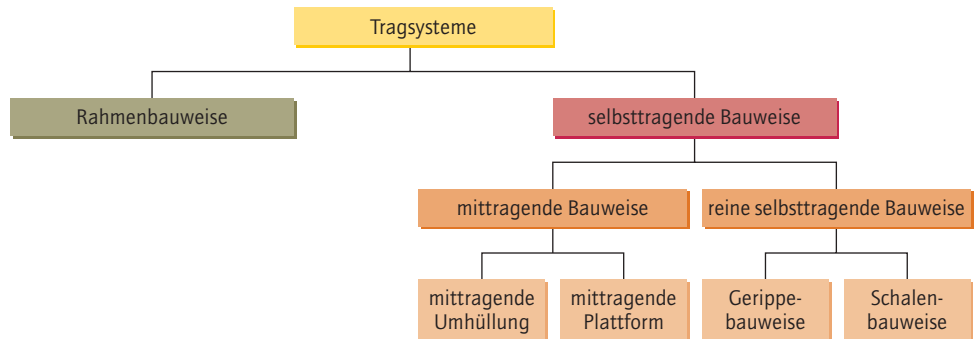 Tragsysteme
Rahmenbauweise
selbsttragende Bauweise
mittragende Bauweise
reine selbsttragende Bauweise
mittragende
Umhüllung
mittragende
Plattform
Gerippe-
bauweise
Schalen-
bauweise